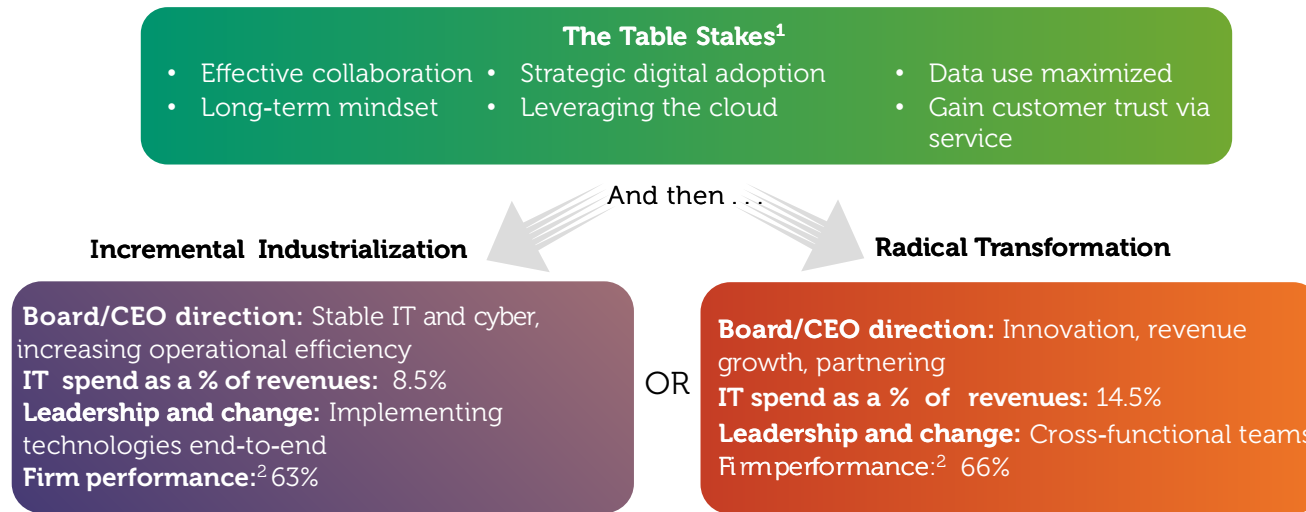 The Table Stakes¹
• Effective collaboration
• Long-term mindset
• Strategic digital adoption
• Leveraging the cloud
• Data use maximized
• Gain customer trust via
service
And then . . .
Incremental Industrialization
Board/CEO direction: Stable IT and cyber,
increasing operational efficiency
IT spend as a % of revenues: 8.5%
Leadership and change: Implementing
technologies end-to-end
Firm performance:² 63%
OR
Radical Transformation
Board/CEO direction: Innovation, revenue
growth, partnering
IT spend as a % of revenues: 14.5%
Leadership and change: Cross-functional teams
Firm performance:² 66%